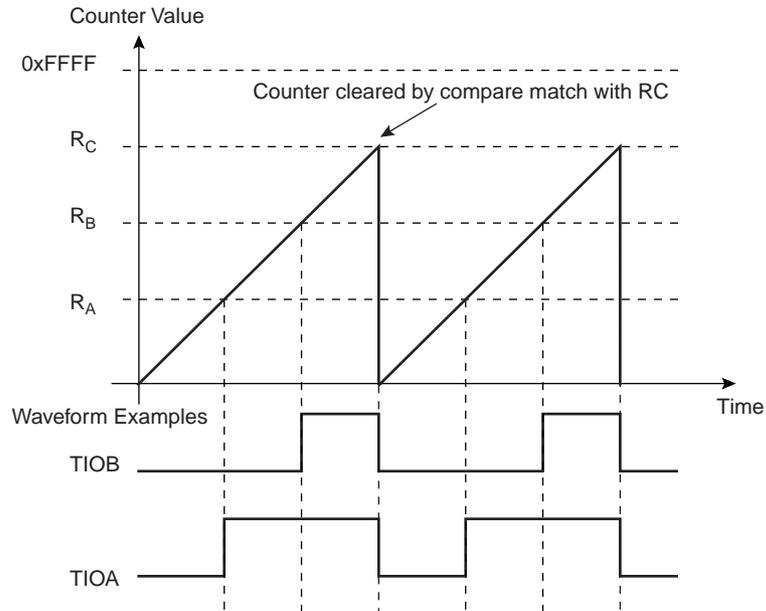 Counter Value
0xFFFF
Counter cleared by compare match with RC
RC
RB
RA
Time
Waveform Examples
TIOB
TIOA